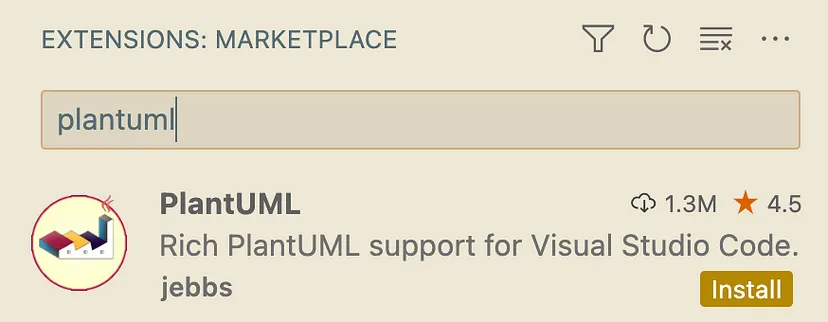 EXTENSIONS: MARKETPLACE
plantuml
PlantUML 1.3M 4.5
Rich PlantUML support for Visual Studio Code.
jebbs Install